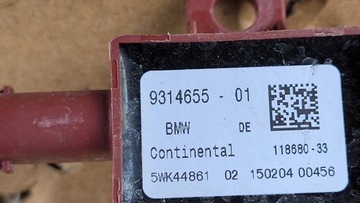 9314655 - 01
BMW DE
Continental 118680-33
5WK44861 02 150204 00456